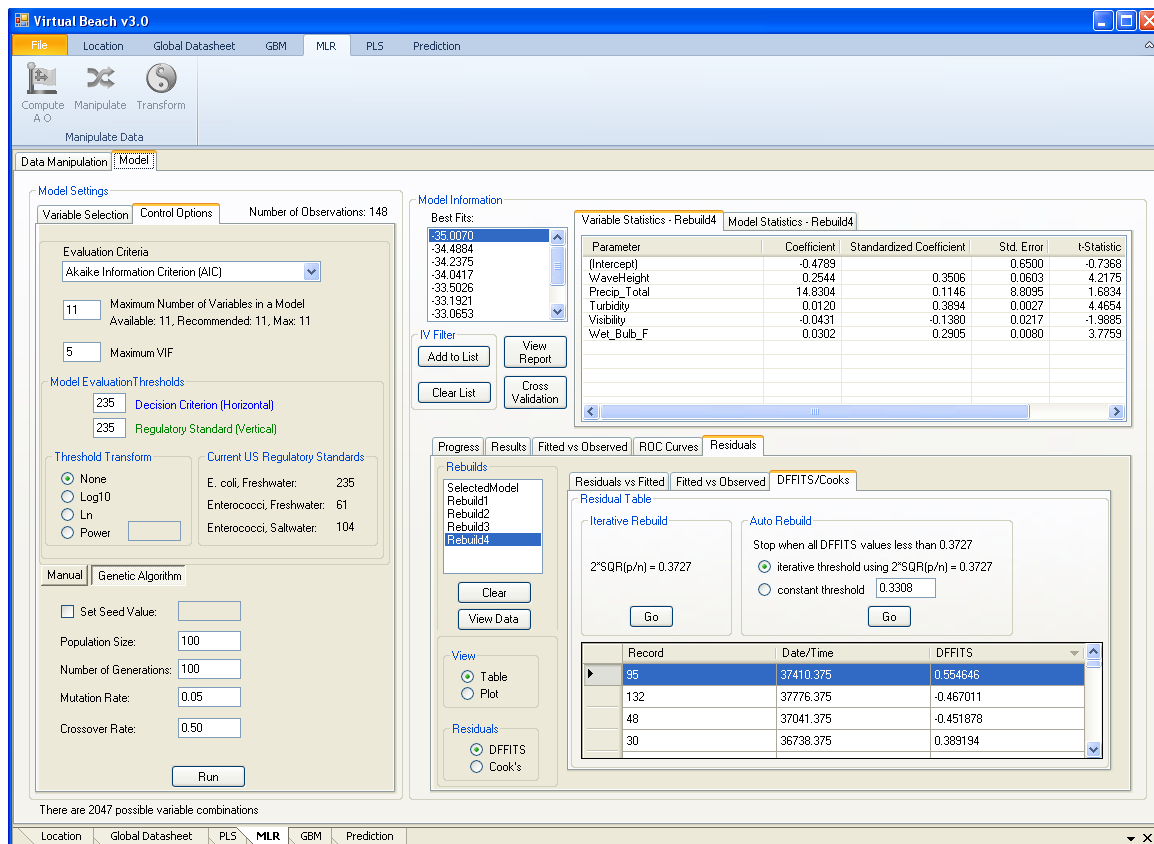 Virtual Beach v3.0
File Location Global Datasheet GBM MLR PLS Prediction
Compute A O Manipulate Transform
Manipulate Data
Data Manipulation Model
Model Settings
Variable Selection Control Options Number of Observations: 148
Evaluation Criteria
Akaike Information Criterion (AIC)
11 Maximum Number of Variables in a Model
Available: 11, Recommended: 11, Max: 11
5 Maximum VIF
Model EvaluationThresholds
235 Decision Criterion (Horizontal)
235 Regulatory Standard (Vertical)
Threshold Transform
None
Log10
Ln
Power
Current US Regulatory Standards
E. coli, Freshwater: 235
Enterococci, Freshwater: 61
Enterococci, Saltwater: 104
Manual Genetic Algorithm
Set Seed Value:
Population Size: 100
Number of Generations: 100
Mutation Rate: 0.05
Crossover Rate: 0.50
Run
There are 2047 possible variable combinations
Model Information
Best Fits:
-35.0070
-34.4884
-34.2375
-34.0417
-33.5026
-33.1921
-33.0653
IV Filter
Add to List
Clear List
View Report
Cross Validation
Variable Statistics - Rebuild4 Model Statistics - Rebuild4
Parameter Coefficient Standardized Coefficient Std. Error t-Statistic
(Intercept) -0.4789 0.6500 -0.7368
WaveHeight 0.2544 0.3506 0.0603 4.2175
Precip_Total 14.8304 0.1146 8.8095 1.6834
Turbidity 0.0120 0.3894 0.0027 4.4654
Visibility -0.0431 -0.1380 0.0217 -1.9885
Wet_Bulb_F 0.0302 0.2905 0.0080 3.7759
Progress Results Fitted vs Observed ROC Curves Residuals
Rebuilds
SelectedModel
Rebuild1
Rebuild2
Rebuild3
Rebuild4
Clear
View Data
View
Table
Plot
Residuals
DFFITS
Cook's
Residuals vs Fitted Fitted vs Observed DFFITS/Cooks
Residual Table
Iterative Rebuild
2*SQR(p/n) = 0.3727
Go
Auto Rebuild
Stop when all DFFITS values less than 0.3727
iterative threshold using 2*SQR(p/n) = 0.3727
constant threshold 0.3308
Go
Record Date/Time DFFITS
95 37410.375 0.554646
132 37776.375 -0.467011
48 37041.375 -0.451878
30 36738.375 0.389194
Location Global Datasheet PLS MLR GBM Prediction